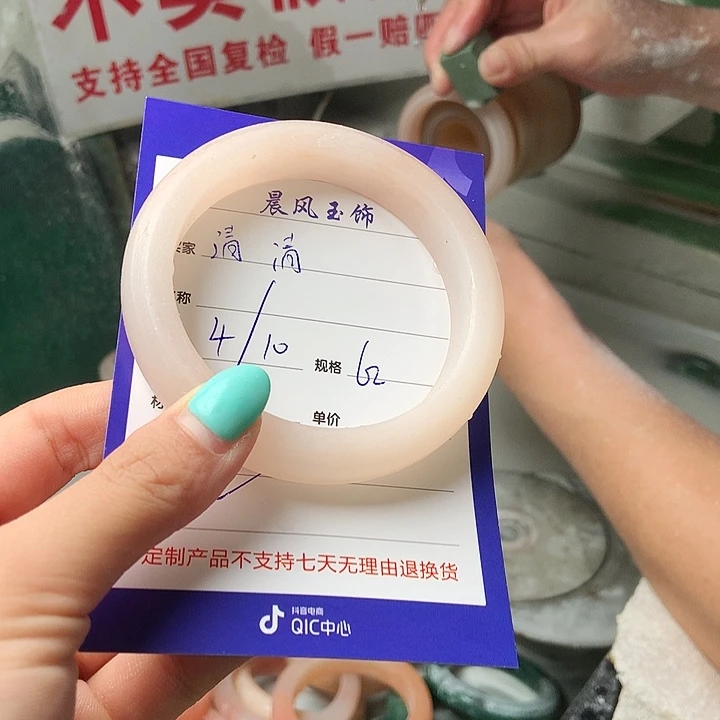 支持全国复检 假一赔
晨风玉饰
家 清清
称
4/10 规格 62
单价
定制产品不支持七天无理由退换货
抖音电商
QIC中心